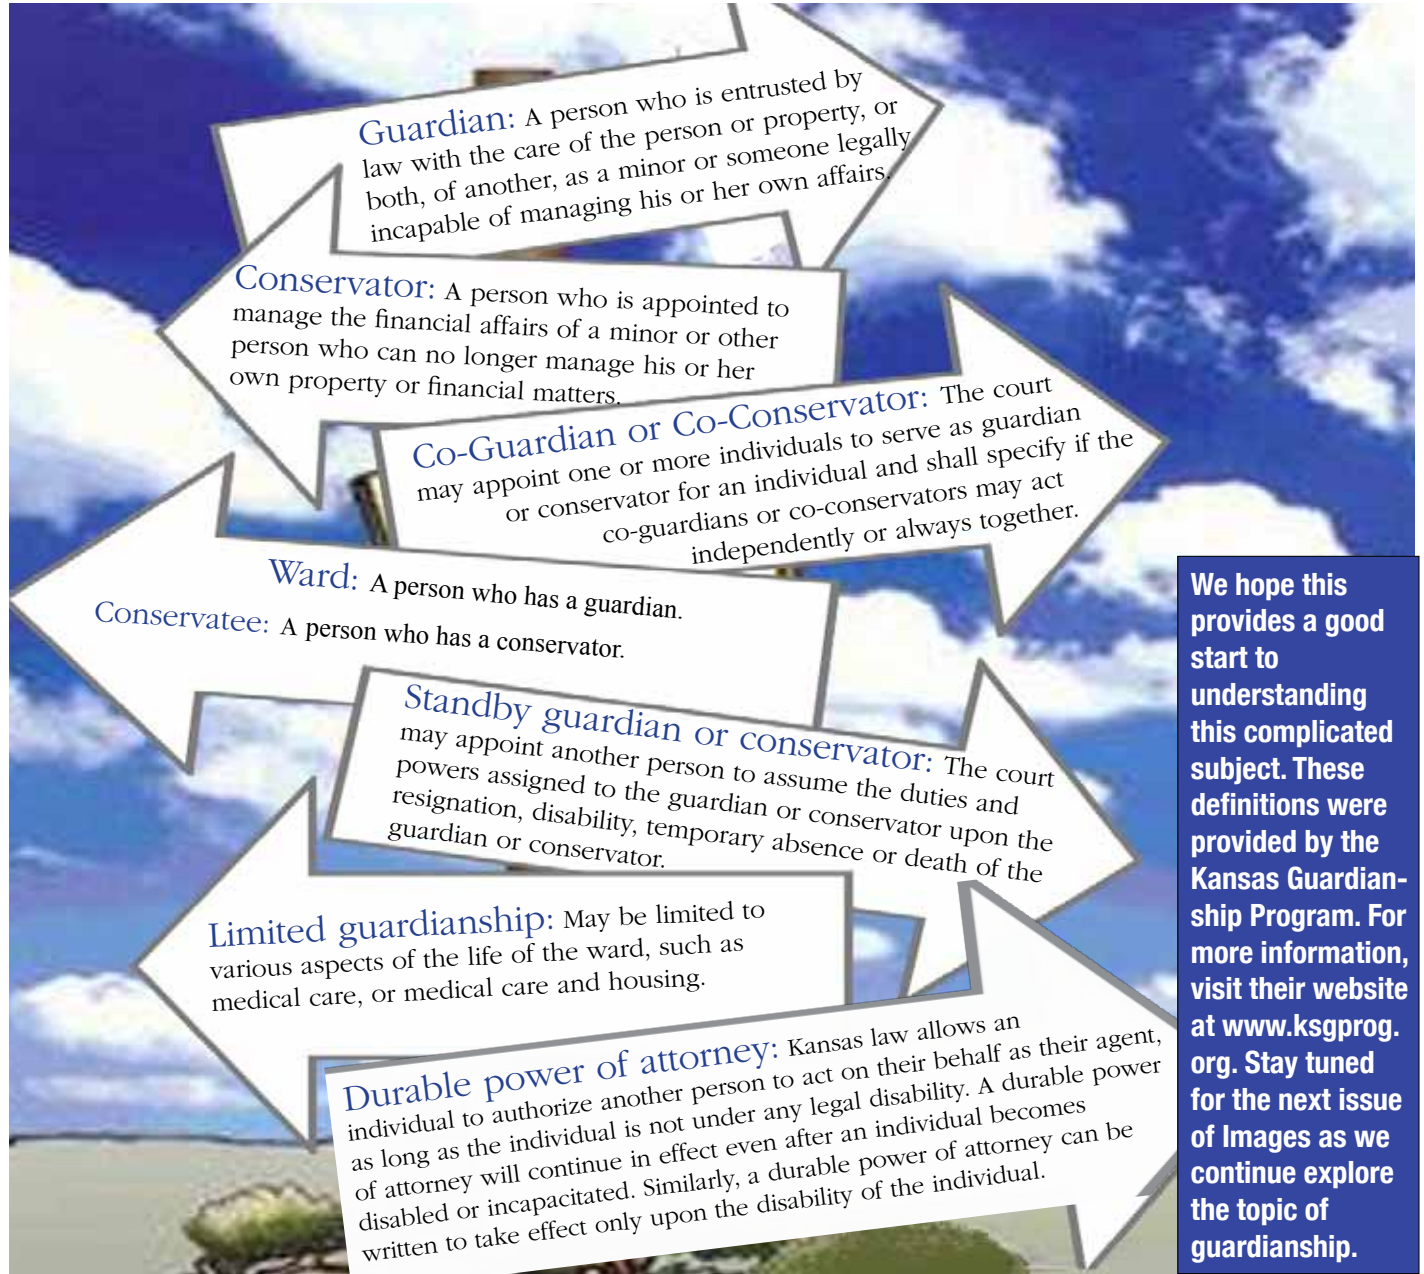 Guardian: A person who is entrusted by
law with the care of the person or property, or
both, of another, as a minor or someone legally
incapable of managing his or her own affairs.
Conservator: A person who is appointed to
manage the financial affairs of a minor or other
person who can no longer manage his or her
own property or financial matters.
Co-Guardian or Co-Conservator: The court
may appoint one or more individuals to serve as guardian
or conservator for an individual and shall specify if the
co-guardians or co-conservators may act
independently or always together.
Ward: A person who has a guardian.
Conservatee: A person who has a conservator.
Standby guardian or conservator: The court
may appoint another person to assume the duties and
powers assigned to the guardian or conservator upon the
resignation, disability, temporary absence or death of the
guardian or conservator.
Limited guardianship: May be limited to
various aspects of the life of the ward, such as
medical care, or medical care and housing.
Durable power of attorney: Kansas law allows an
individual to authorize another person to act on their behalf as their agent,
as long as the individual is not under any legal disability. A durable power
of attorney will continue in effect even after an individual becomes
disabled or incapacitated. Similarly, a durable power of attorney can be
written to take effect only upon the disability of the individual.
We hope this
provides a good
start to
understanding
this complicated
subject. These
definitions were
provided by the
Kansas Guardian-
ship Program. For
more information,
visit their website
at www.ksgprog.
org. Stay tuned
for the next issue
of Images as we
continue explore
the topic of
guardianship.